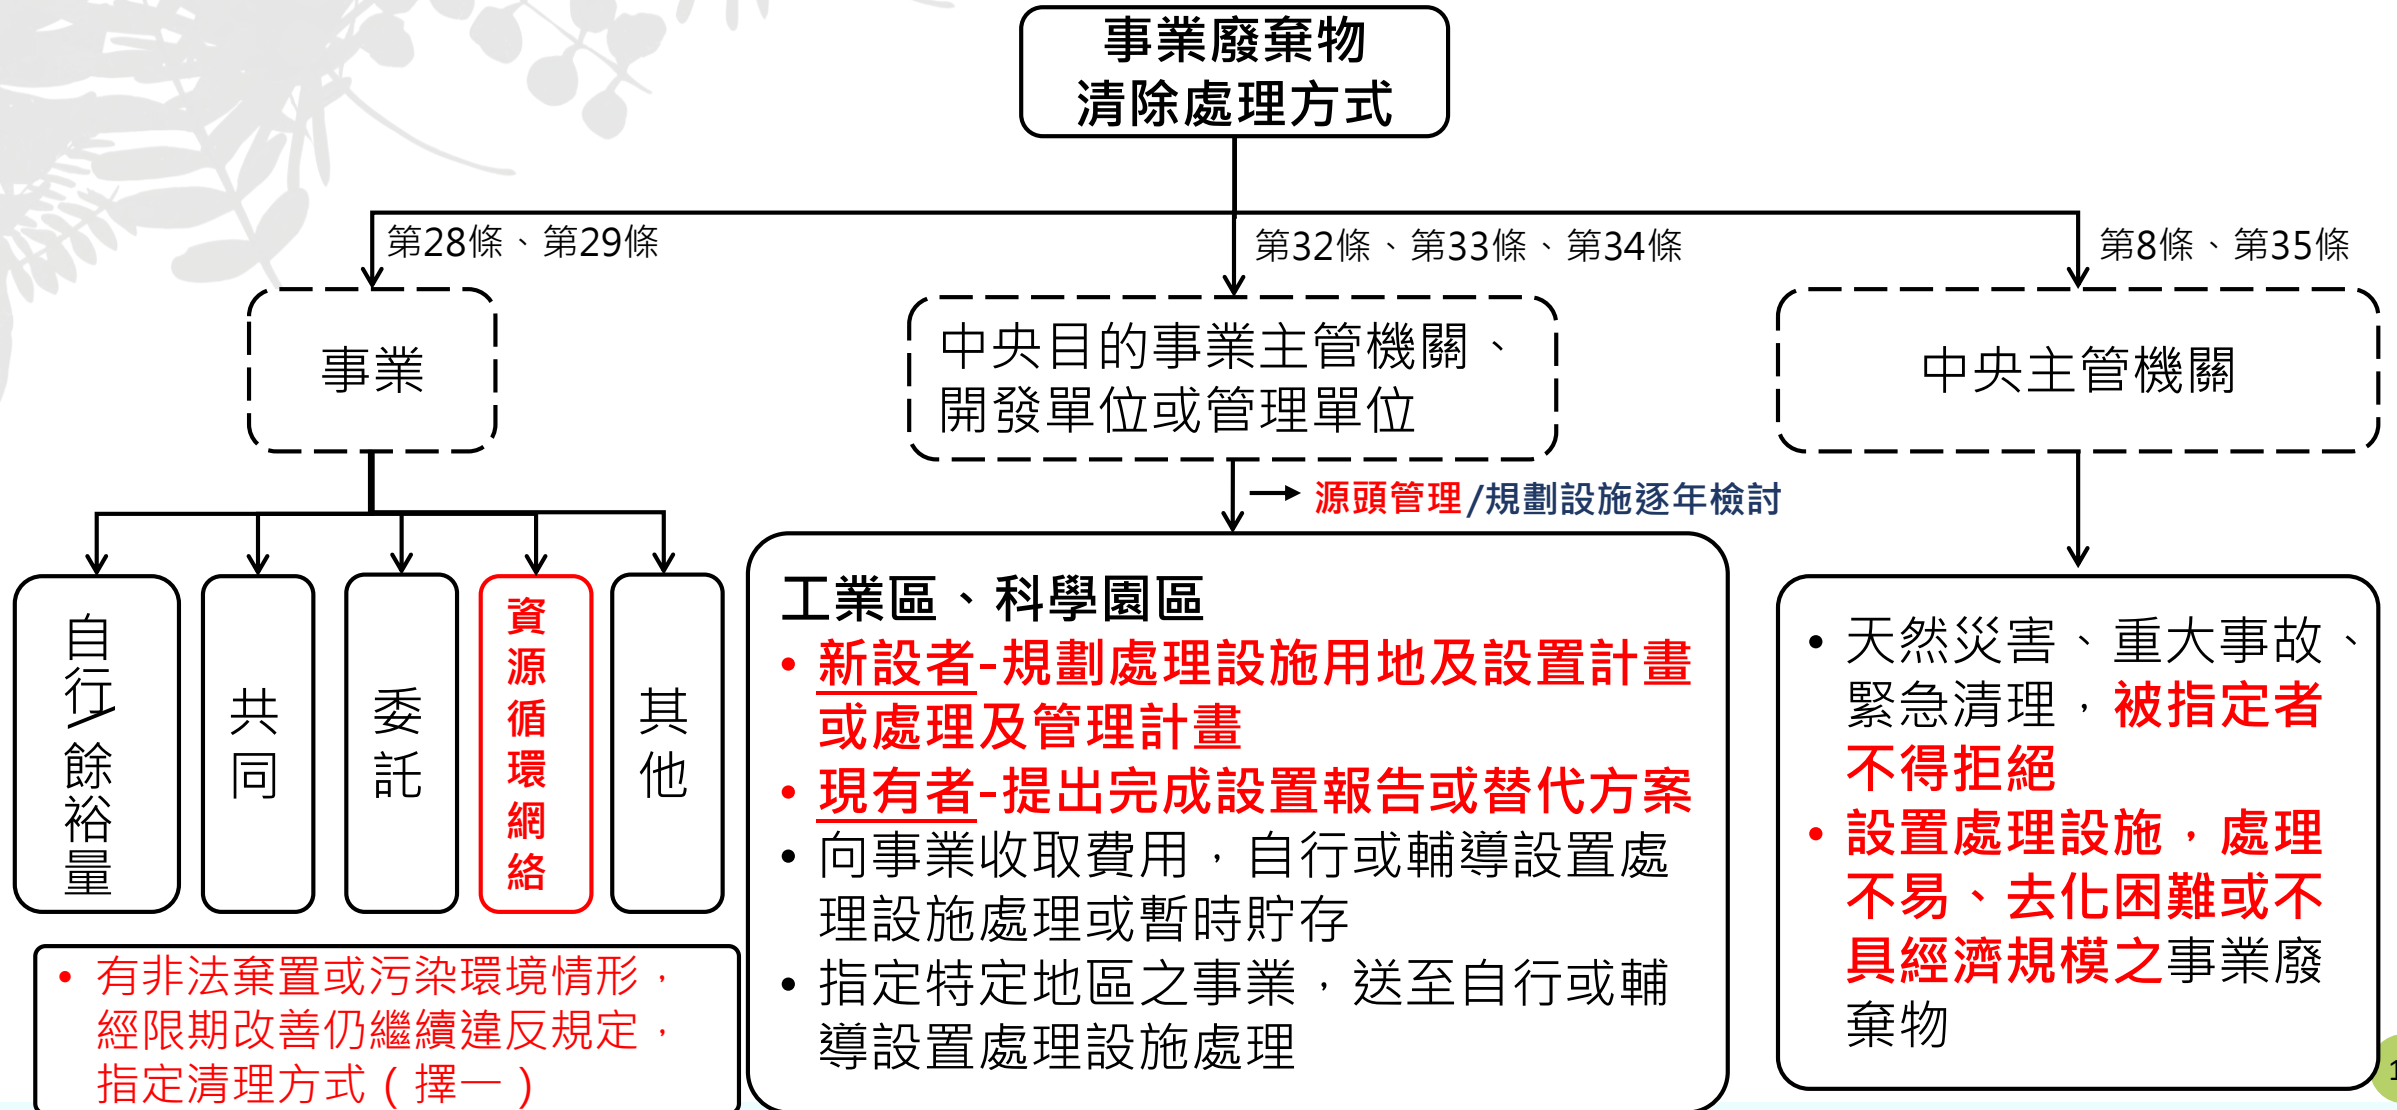 事業廢棄物
清除處理方式
第28條、第29條
第32條、第33條、第34條
第8條、第35條
事業
中央目的事業主管機關、
開發單位或管理單位
中央主管機關
源頭管理/規劃設施逐年檢討
自行/餘裕量
共同
委託
資源循環網絡
其他
• 有非法棄置或污染環境情形，
經限期改善仍繼續違反規定，
指定清理方式（擇一）
工業區、科學園區
• 新設者-規劃處理設施用地及設置計畫
或處理及管理計畫
• 現有者-提出完成設置報告或替代方案
• 向事業收取費用，自行或輔導設置處
理設施處理或暫時貯存
• 指定特定地區之事業，送至自行或輔
導設置處理設施處理
• 天然災害、重大事故、
緊急清理，被指定者
不得拒絕
• 設置處理設施，處理
不易、去化困難或不
具經濟規模之事業廢
棄物